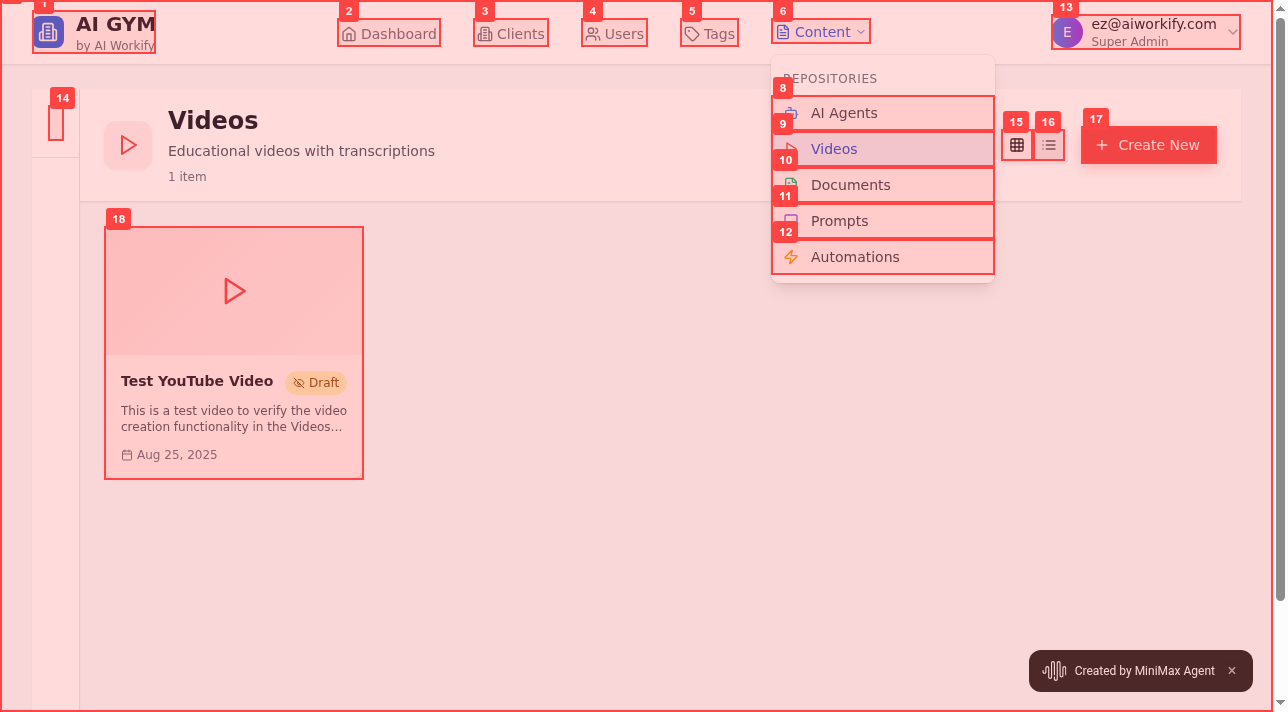 1
AI GYM
by AI Workify
2
Dashboard
3
Clients
4
Users
5
Tags
6
Content
13
E
ez@aiworkify.com
Super Admin
REPOSITORIES
8
AI Agents
9
Videos
10
Documents
11
Prompts
12
Automations
14
Videos
Educational videos with transcriptions
1 item
15
16
17
Create New
18
Test YouTube Video
Draft
This is a test video to verify the video
creation functionality in the Videos...
Aug 25, 2025
Created by MiniMax Agent ×